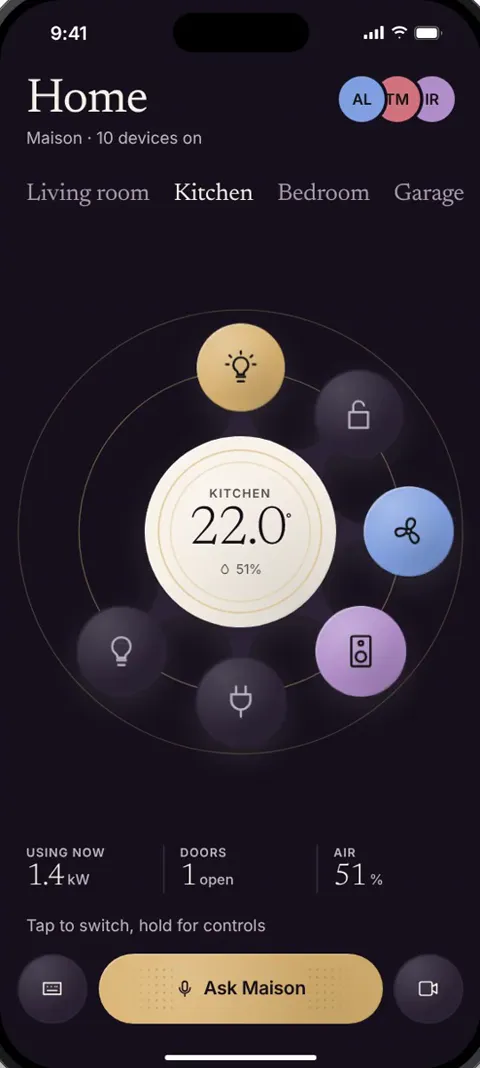 9:41
Home
AL TM IR
Maison · 10 devices on
Living room Kitchen Bedroom Garage
KITCHEN
22.0°
51%
USING NOW DOORS AIR
1.4 kW 1 open 51 %
Tap to switch, hold for controls
Ask Maison